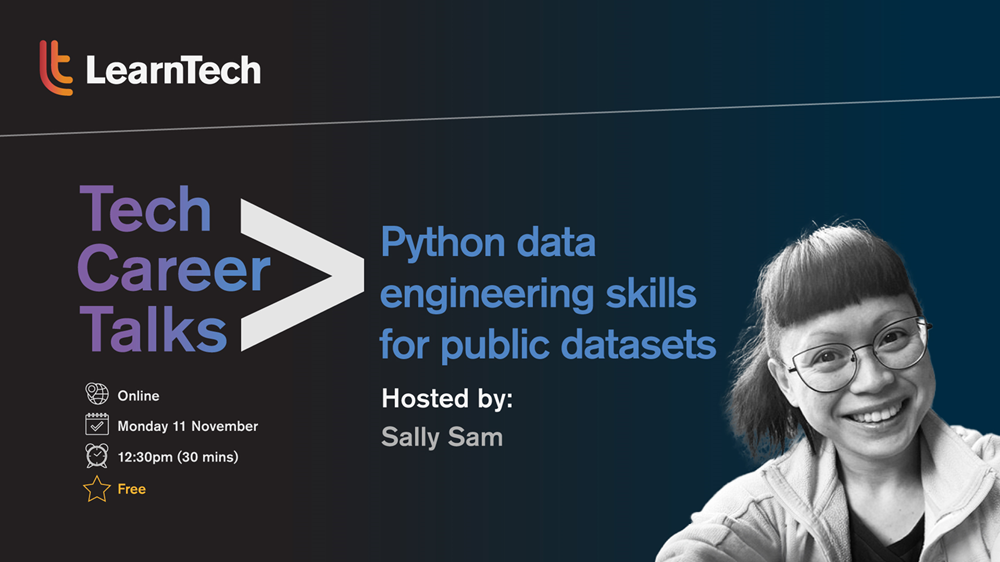 LearnTech
Tech
Career
Talks
Python data
engineering skills
for public datasets
Hosted by:
Sally Sam
Online
Monday 11 November
12:30pm (30 mins)
Free